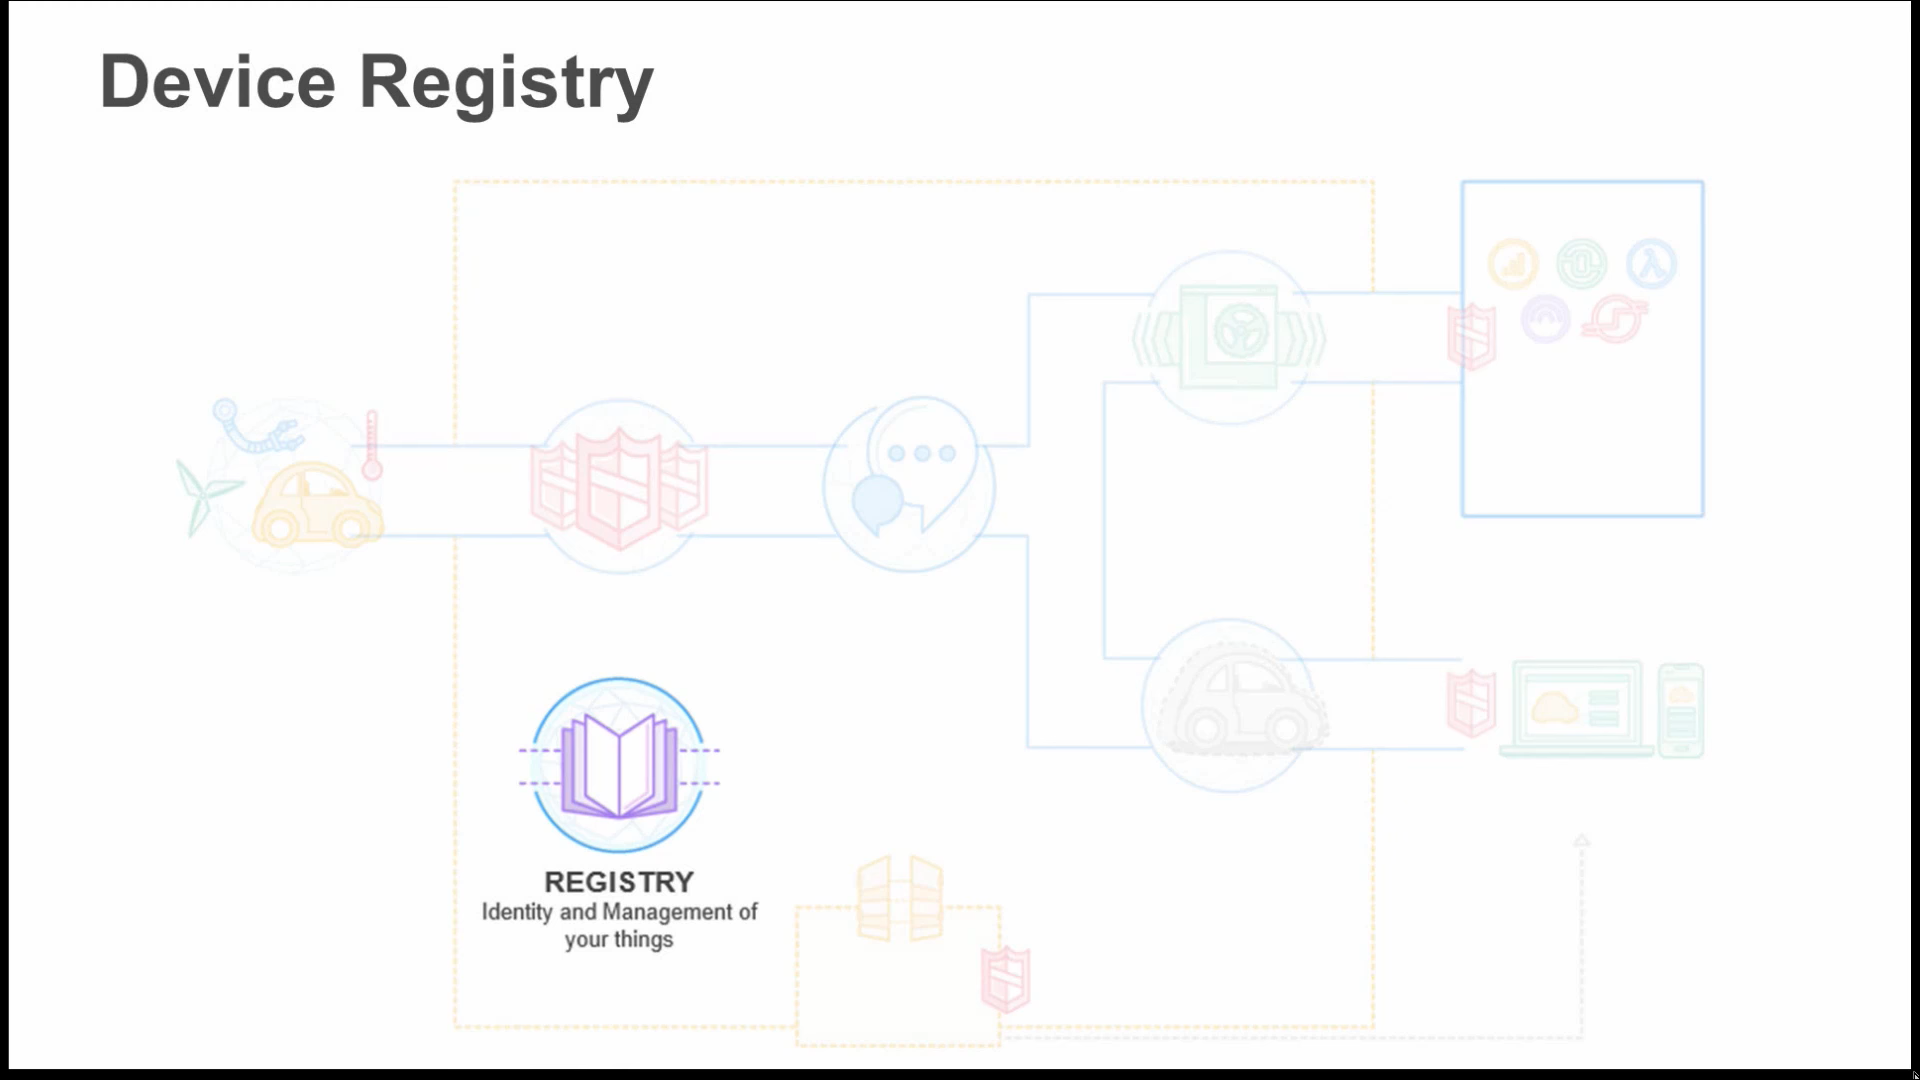 Device Registry
REGISTRY
Identity and Management of
your things